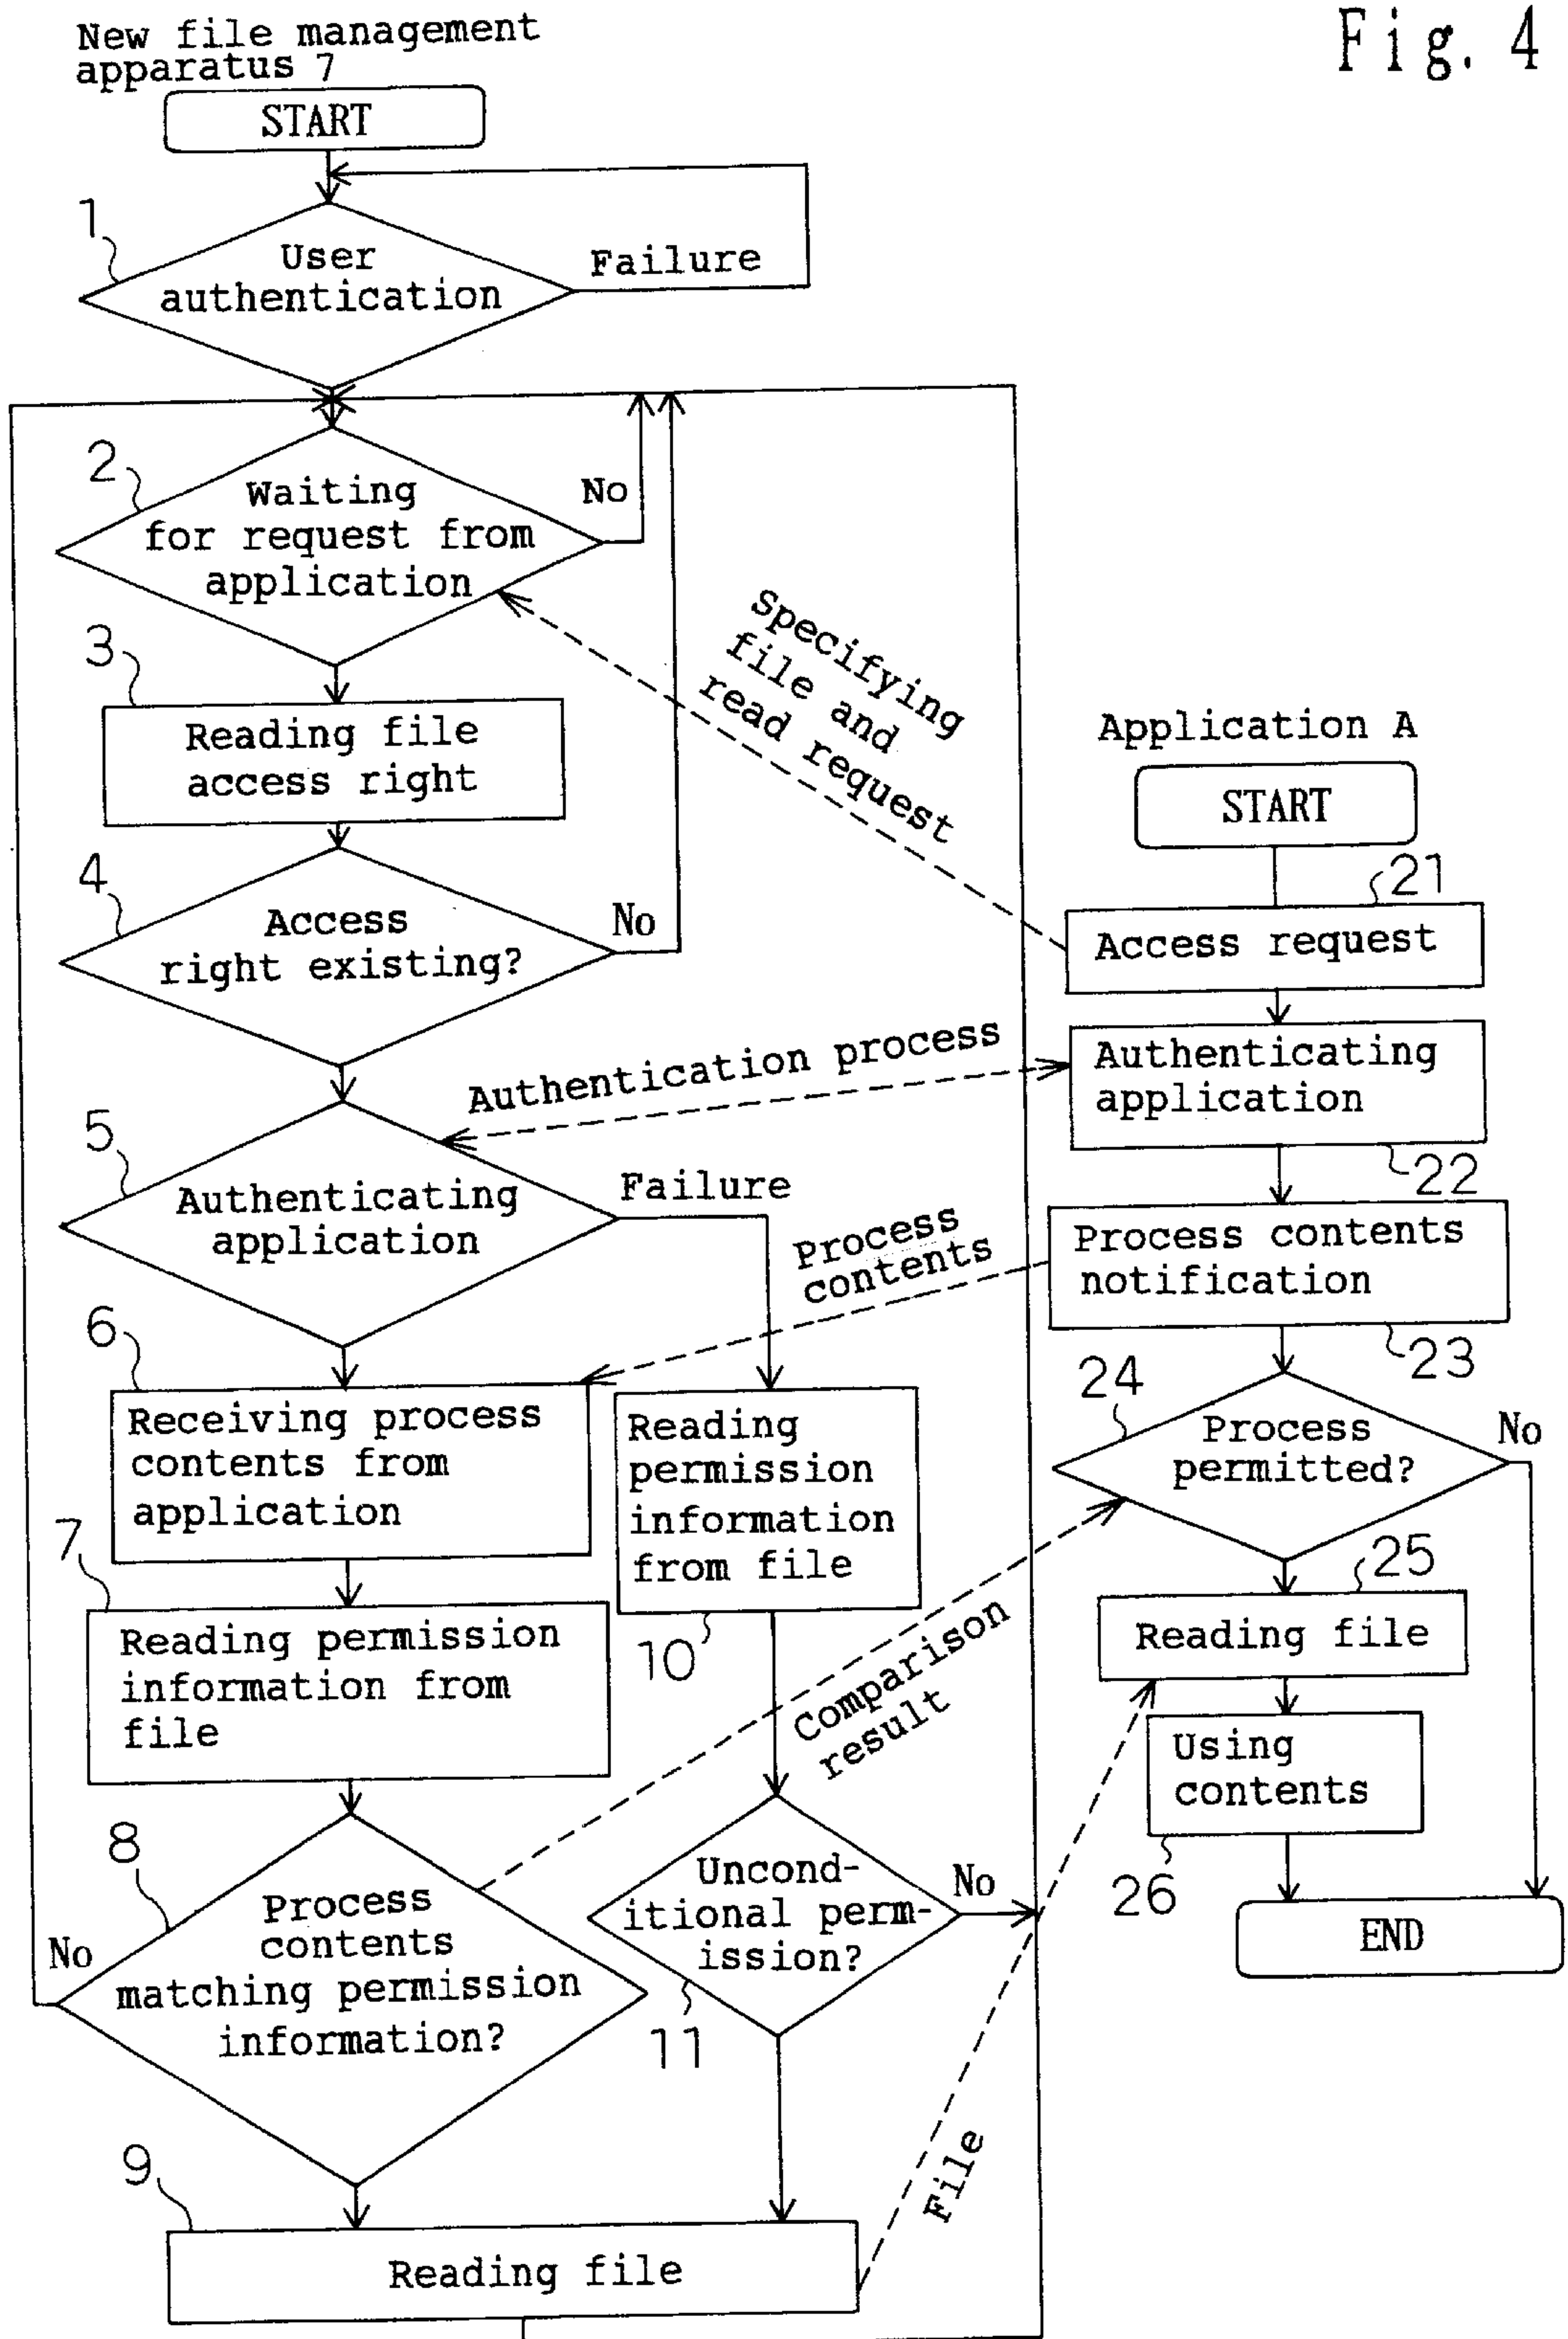 Fig. 4
New file management
apparatus 7
START
1
User
authentication
Failure
2
Waiting
for request from
application
No
specifying
file and
read request
3
Reading file
access right
4
Access
right existing?
No
Authentication process
5
Authenticating
application
Failure
Process
contents
6
Receiving process
contents from
application
Reading
permission
information
from file
10
7
Reading permission
information from
file
Comparison
result
8
Process
contents
matching permission
information?
No
Uncond-
itional perm-
ission?
No
11
9
Reading file
File
Application A
START
21
Access request
Authenticating
application
22
Process contents
notification
23
24
Process
permitted?
No
25
Reading file
Using
contents
26
END